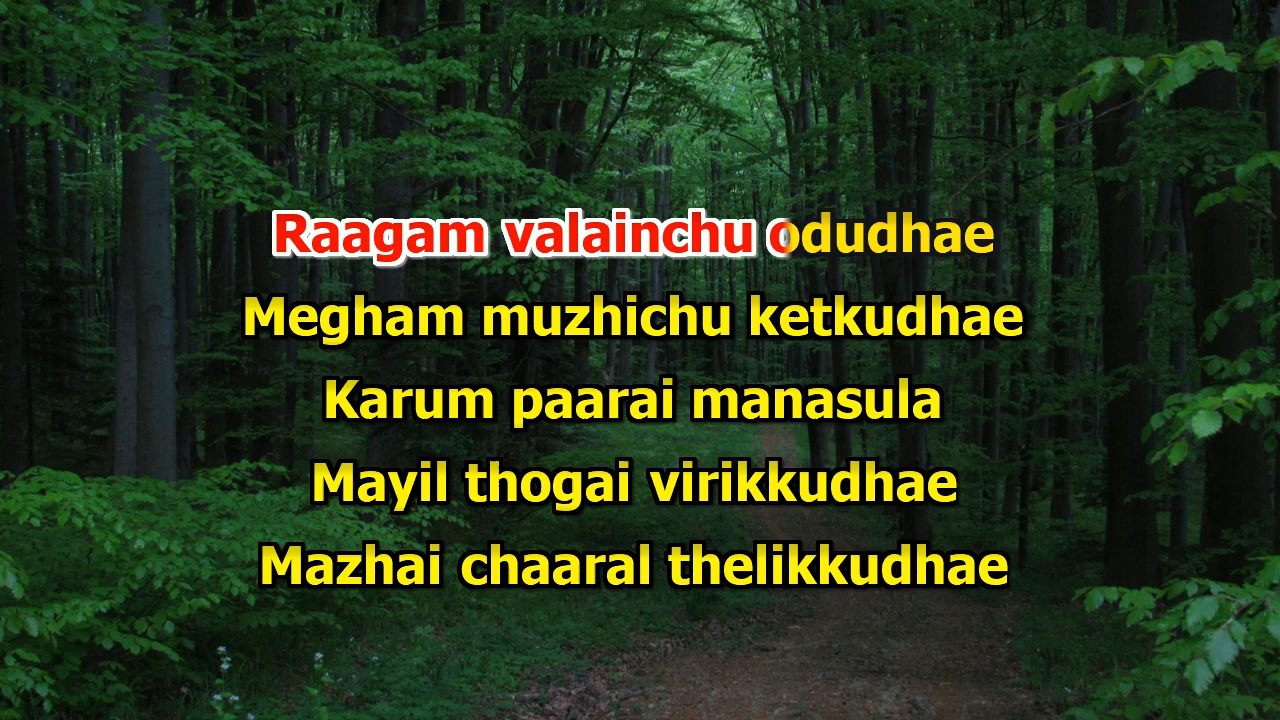 Raagam valainchu odudhae
Megham muzhichu ketkudhae
Karum paarai manasula
Mayil thogai virikkudhae
Mazhai chaaral thelikkudhae